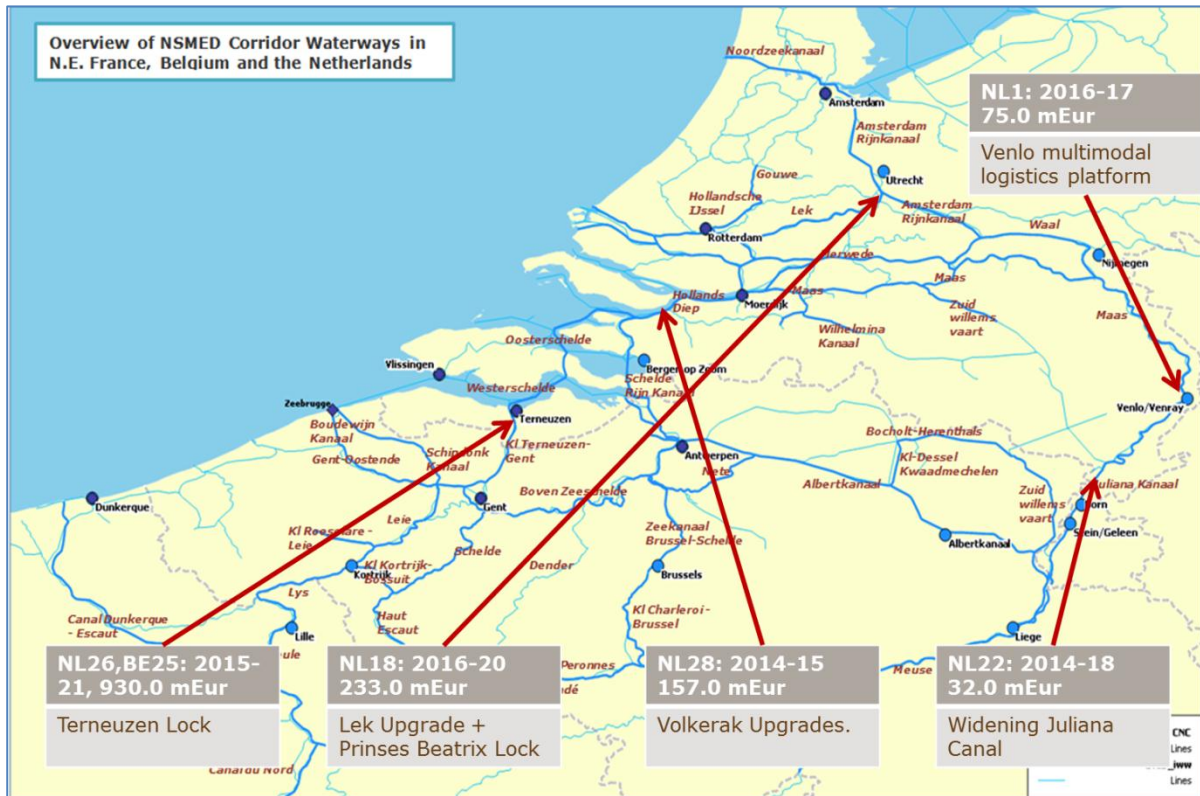 Overview of NSMED Corridor Waterways in
N.E. France, Belgium and the Netherlands
Noordzeekanaal
Amsterdam
NL1: 2016-17
75.0 mEur
Venlo multimodal
logistics platform
Amsterdam
Rijnkanaal
Gouwe
Utrecht
Hollandsche
IJssel
Lek
Amsterdam
Rijnkanaal
Waal
Rotterdam
Nijmegen
Maas
Hollands
Diep
Moerdijk
Maas
Zuid
willems
vaart
Maas
Wilhelmina
Kanaal
Oosterschelde
Vlissingen
Bergen op Zoom
Schelde
Rijn Kanaal
Westerschelde
Venlo/Venray
Zeebrugge
Terneuzen
Boudewijn
Kanaal
Kl Terneuzen-
Gent
Schipdonk
Kanaal
Gent-Oostende
Antwerpen
Nete
Bocholt-Herenthals
Kl-Dessel
Kwaadmechelen
Albertkanaal
Juliana Kanaal
Dunkerque
Gent
Boven Zeeschelde
Zuid
willems
vaart
Born
Stein/Geleen
Leie
Kl Roeselare -
Leie
Zeekanaal
Brussel-Schelde
Albertkanaal
Schelde
Dender
Kl Kortrijk-
Bossuit
Kortrijk
Brussels
Lys
Haut
Escaut
Kl Charleroi -
Brussel
Canal Dunkerque
- Escaut
Lille
Liege
Peronnes
Meuse
NL26,BE25: 2015-
21, 930.0 mEur
Terneuzen Lock
NL18: 2016-20
233.0 mEur
Lek Upgrade +
Prinses Beatrix Lock
NL28: 2014-15
157.0 mEur
Volkerak Upgrades.
NL22: 2014-18
32.0 mEur
Widening Juliana
Canal
CNC
Lines
iww
Lines
Canal du Nord